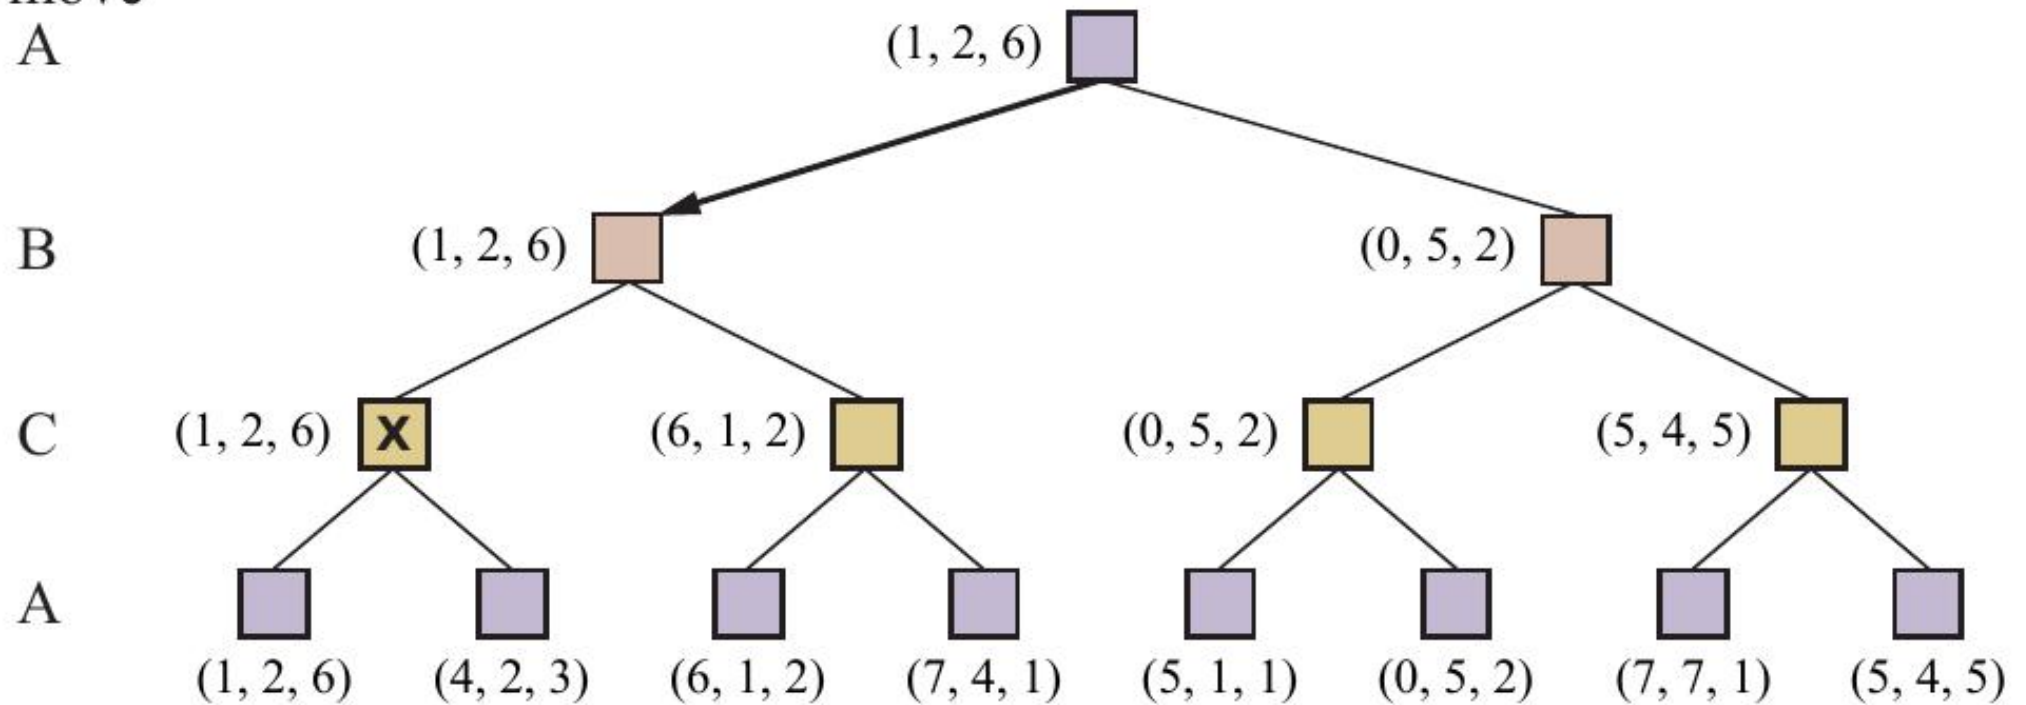 move
A (1, 2, 6)
B (1, 2, 6) (0, 5, 2)
C (1, 2, 6) X (6, 1, 2) (0, 5, 2) (5, 4, 5)
A
(1, 2, 6) (4, 2, 3) (6, 1, 2) (7, 4, 1) (5, 1, 1) (0, 5, 2) (7, 7, 1) (5, 4, 5)